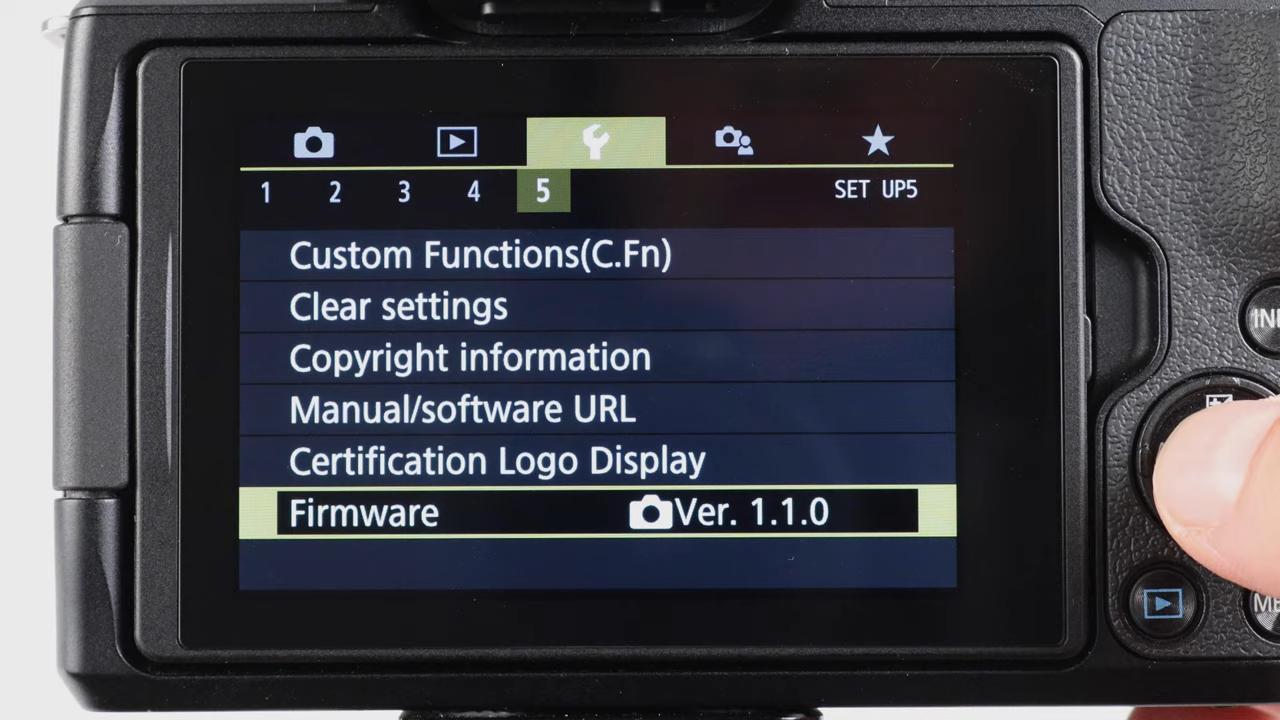 1 2 3 4 5 SET UP5
Custom Functions(C.Fn)
Clear settings
Copyright information
Manual/software URL
Certification Logo Display
Firmware Ver. 1.1.0